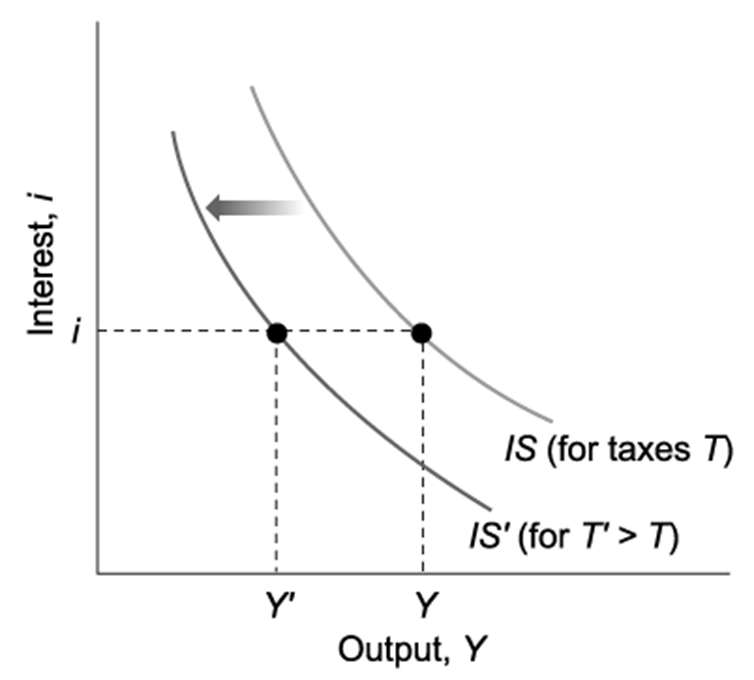 Interest, i
i
IS (for taxes T)
IS' (for T' > T)
Y'
Y
Output, Y